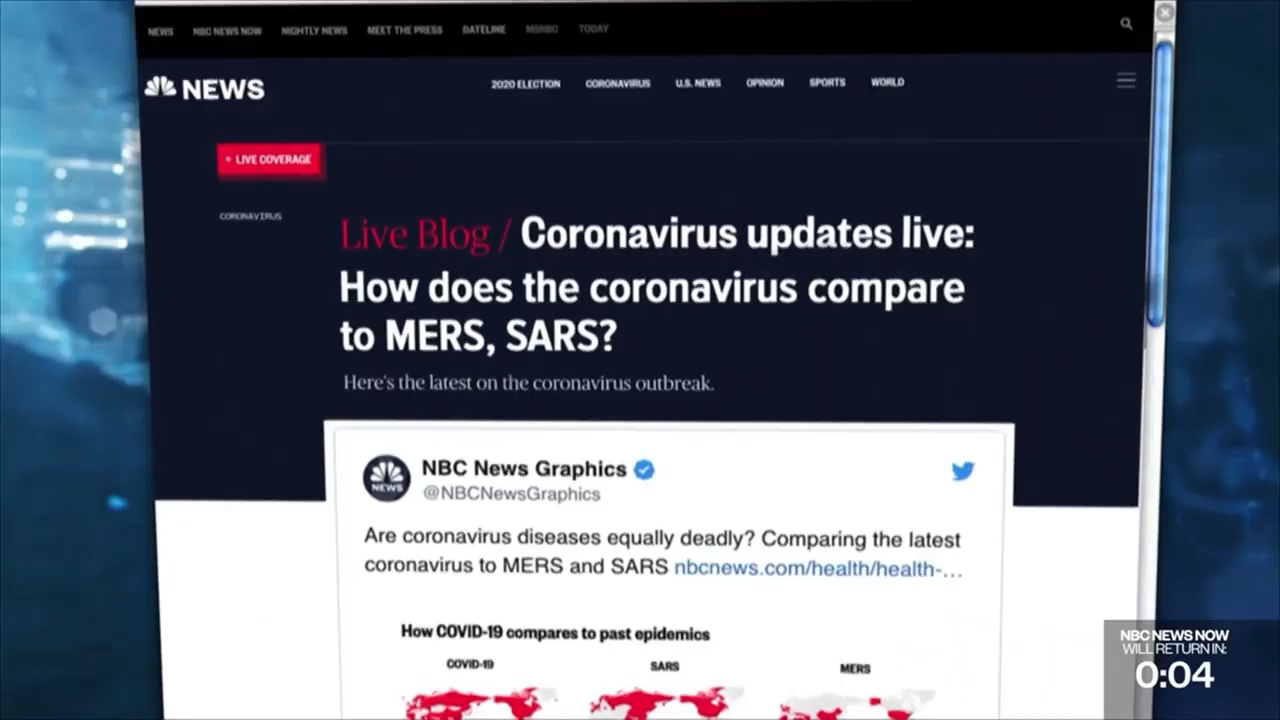 NEWS NBC NEWS NOW NIGHTLY NEWS MEET THE PRESS DATELINE MSNBC TODAY
NEWS 2020 ELECTION CORONAVIRUS U.S. NEWS OPINION SPORTS WORLD
LIVE COVERAGE
CORONAVIRUS
Live Blog / Coronavirus updates live:
How does the coronavirus compare
to MERS, SARS?
Here's the latest on the coronavirus outbreak.
NEWS
NBC News Graphics
@NBCNewsGraphics
Are coronavirus diseases equally deadly? Comparing the latest
coronavirus to MERS and SARS nbcnews.com/health/health-...
How COVID-19 compares to past epidemics
COVID-19 SARS MERS
NBC NEWS NOW
WILL RETURN IN:
0:04